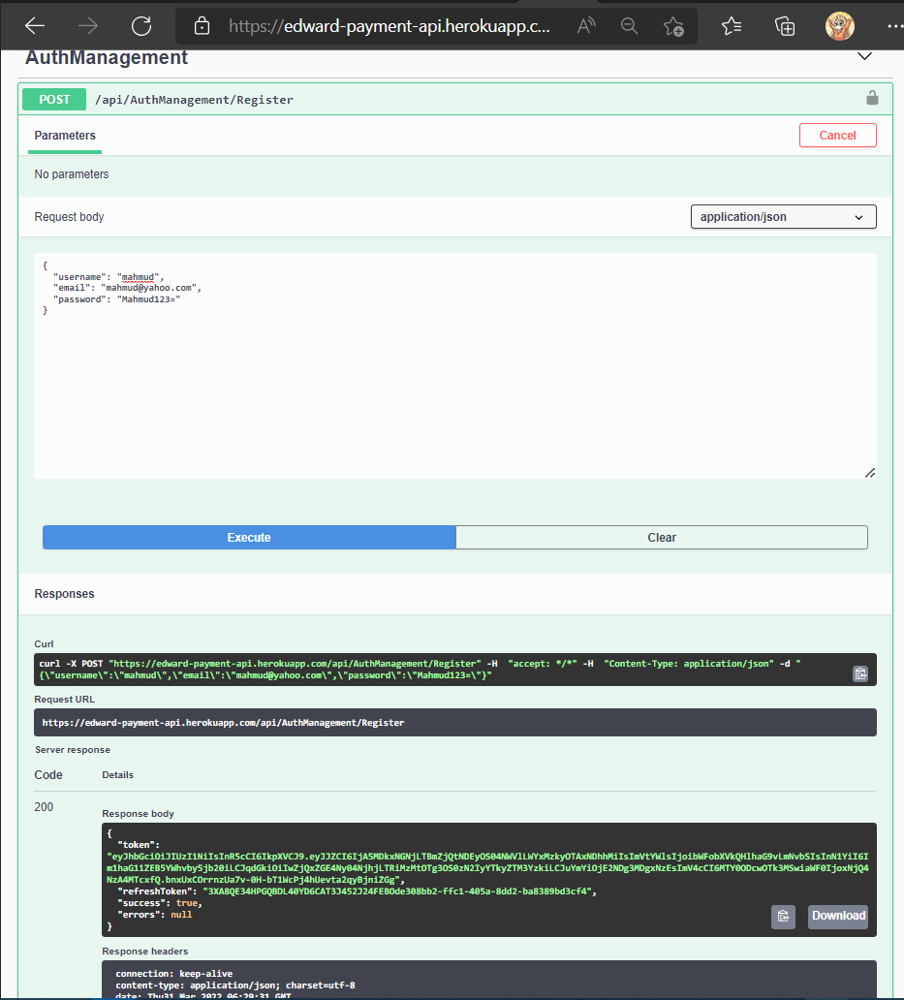 https://edward-payment-api.herokuapp.c...
AuthManagement
POST /api/AuthManagement/Register
Parameters
Cancel
No parameters
Request body
application/json
{
"username": "mahmud",
"email": "mahmud@yahoo.com",
"password": "Mahmud123="
}
Execute
Clear
Responses
Curl
curl -X POST "https://edward-payment-api.herokuapp.com/api/AuthManagement/Register" -H  "accept: */*" -H  "Content-Type: application/json" -d "
{\"username\":\"mahmud\",\"email\":\"mahmud@yahoo.com\",\"password\":\"Mahmud123=\"}"
Request URL
https://edward-payment-api.herokuapp.com/api/AuthManagement/Register
Server response
Code Details
200
Response body
{
"token":
"refreshToken": "3XA8QE34HPGQBDL40YD6CAT3J452J24FEBOde308bb2-ffc1-405a-8dd2-ba8389bd3cf4",
"success": true,
"errors": null
}
Download
Response headers
connection: keep-alive
content-type: application/json; charset=utf-8
date: Thu31 Mar 2022 06:29:31 GMT